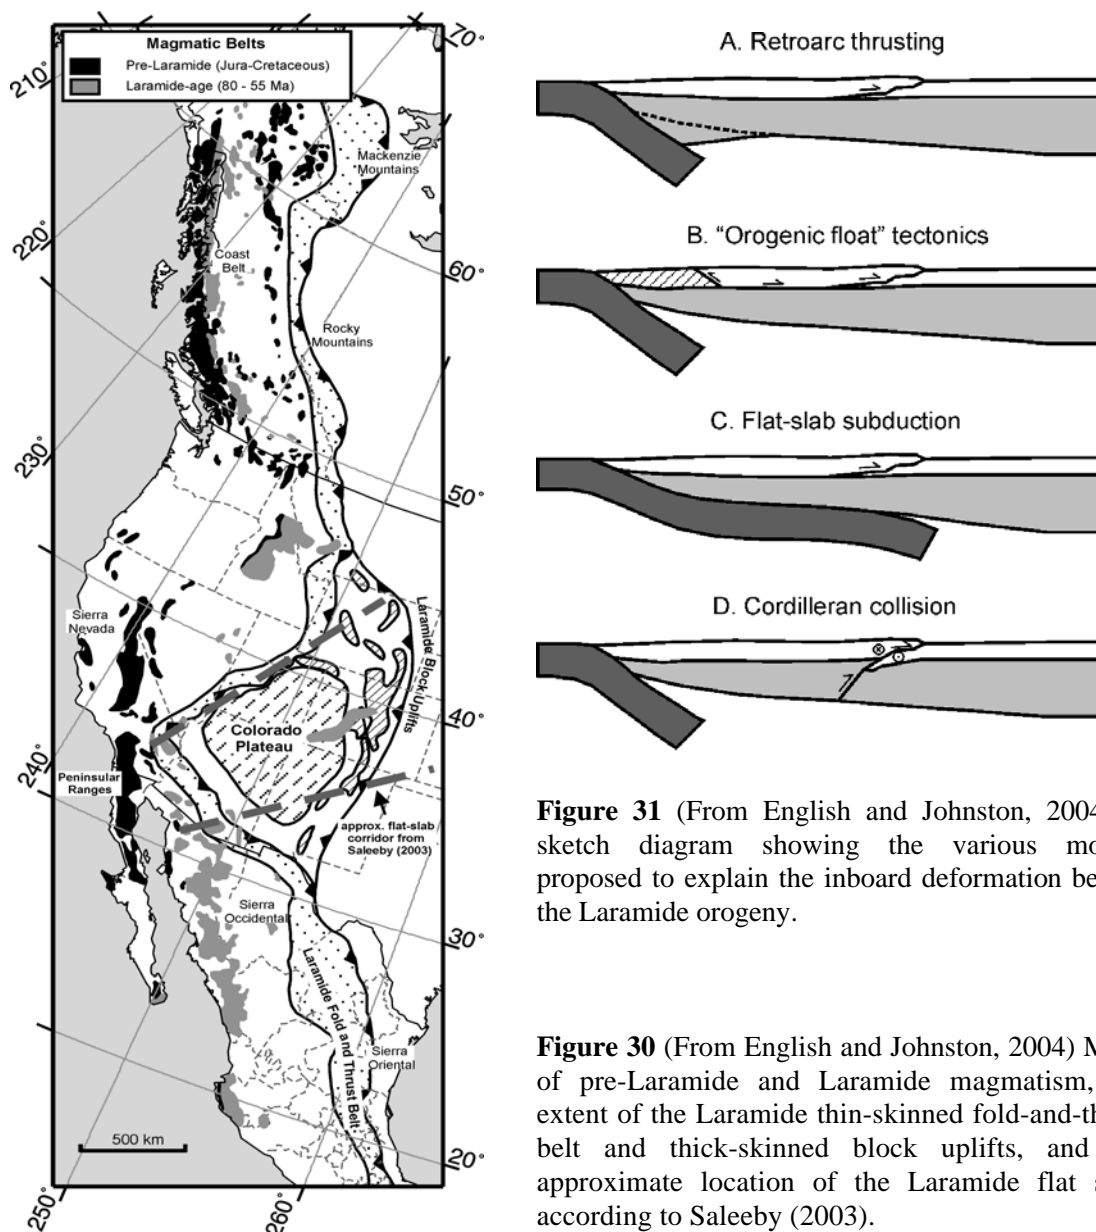 Magmatic Belts
Pre-Laramide (Jura-Cretaceous)
Laramide-age (80 - 55 Ma)
210°
220°
230°
240°
250°
260°
70°
60°
50°
40°
30°
20°
Mackenzie
Mountains
Coast
Belt
Rocky
Mountains
Sierra
Nevada
Laramide Block Uplifts
Colorado
Plateau
Peninsular
Ranges
approx. flat-slab
corridor from
Saleeby (2003)
Sierra
Occidental
Laramide Fold and Thrust Belt
Sierra
Oriental
500 km
A. Retroarc thrusting
B. "Orogenic float" tectonics
C. Flat-slab subduction
D. Cordilleran collision
Figure 31 (From English and Johnston, 2004
sketch diagram showing the various mo
proposed to explain the inboard deformation be
the Laramide orogeny.
Figure 30 (From English and Johnston, 2004) M
of pre-Laramide and Laramide magmatism,
extent of the Laramide thin-skinned fold-and-th
belt and thick-skinned block uplifts, and
approximate location of the Laramide flat s
according to Saleeby (2003).